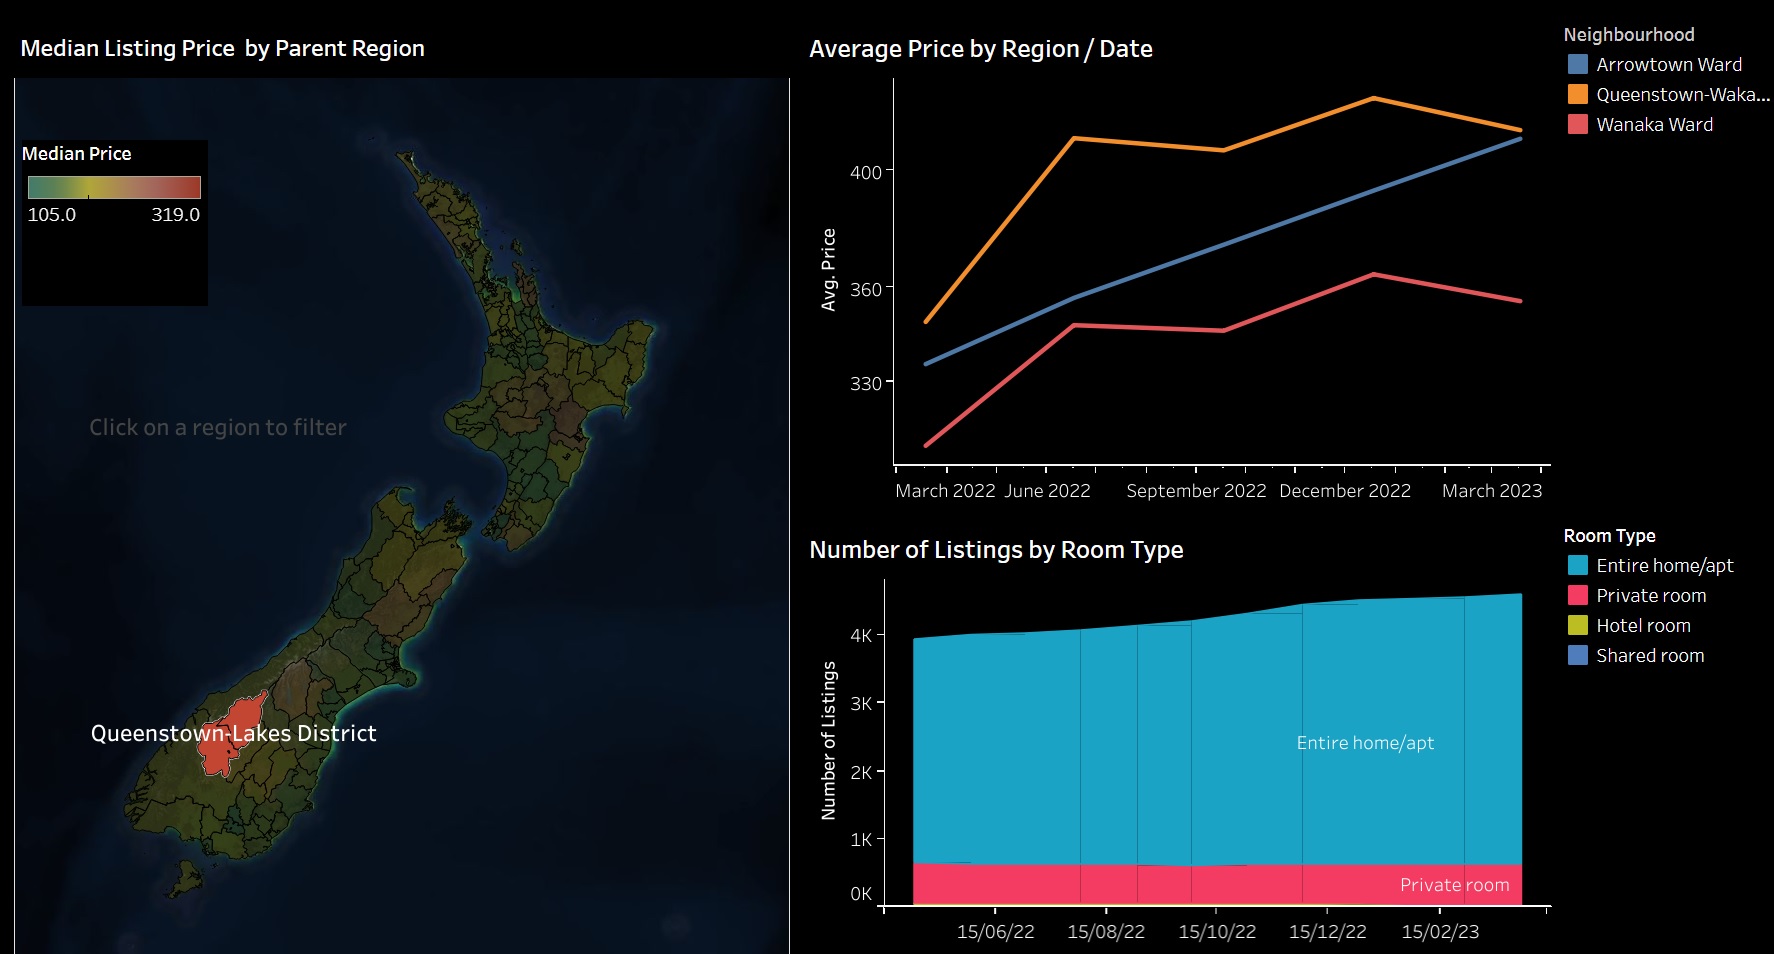 Median Listing Price by Parent Region
Median Price
105.0 319.0
Click on a region to filter
Queenstown-Lakes District
Average Price by Region / Date
Avg. Price
400
360
330
March 2022 June 2022 September 2022 December 2022 March 2023
Neighbourhood
Arrowtown Ward
Queenstown-Waka...
Wanaka Ward
Number of Listings by Room Type
Number of Listings
4K
3K
2K
1K
0K
Entire home/apt
Private room
15/06/22 15/08/22 15/10/22 15/12/22 15/02/23
Room Type
Entire home/apt
Private room
Hotel room
Shared room